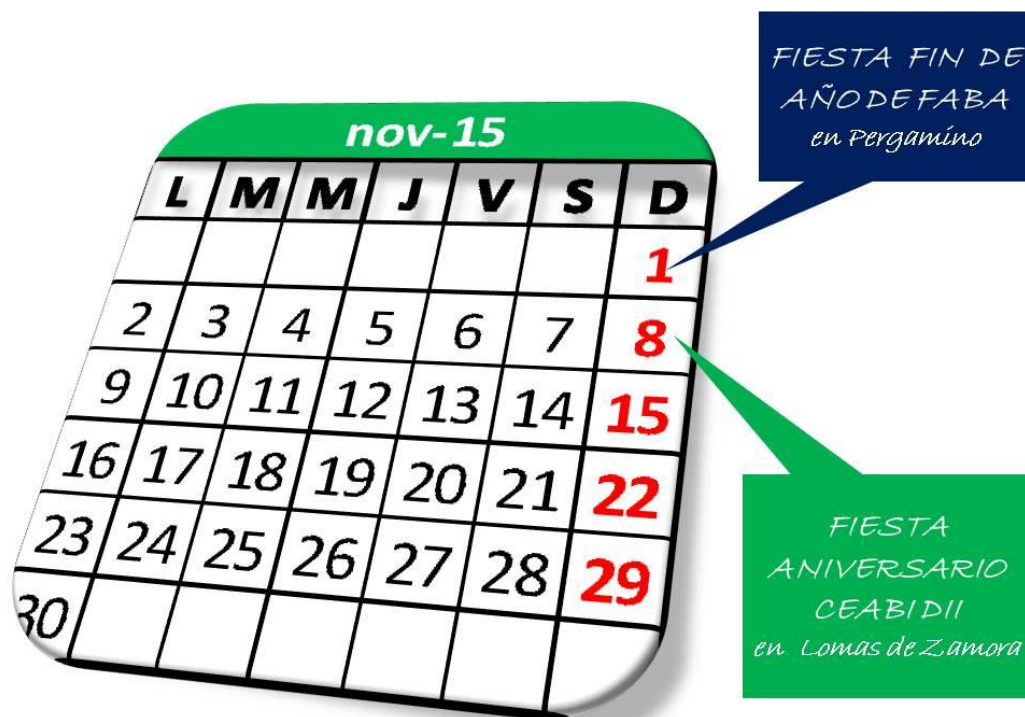 FIESTA FIN DE
AÑO DE FABA
en Pergamino
nov-15
L M M J V S D
1
2 3 4 5 6 7 8
9 10 11 12 13 14 15
16 17 18 19 20 21 22
23 24 25 26 27 28 29
30
FIESTA
ANIVERSARIO
CEABIDII
en Lomas de Zamora